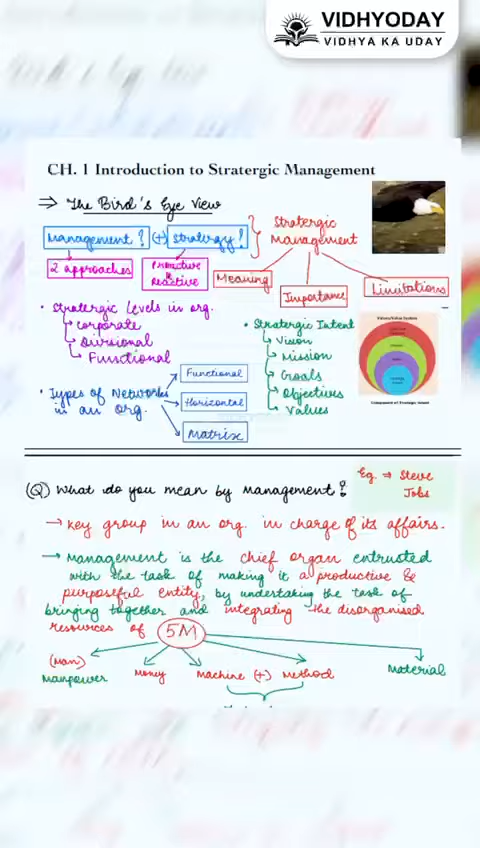 VIDHYODAY
VIDHYA KA UDAY
CH. 1 Introduction to Stratergic Management
⇒ The Bird's Eye View
Management? (+) Stratergy?
2 approaches
Proactive & Reactive
Stratergic Management
Meaning
Importance
Limitations
• Stratergic Levels in org.
Corporate
Divisional
Functional
• Types of Networks in an org.
Functional
Horizontal
Matrix
• Stratergic Intent
Vision
Mission
Goals
Objectives
Values
(Q) What do you mean by management?
Eg. → Steve
Jobs
→ Key group in an org. in charge of its affairs.
→ Management is the chief organ entrusted
with the task of making it a productive &
purposeful entity, by undertaking the task of
bringing together and integrating the disorganised
resources of 5M
(Man)
Manpower
Money
Machine (+) Method
Material